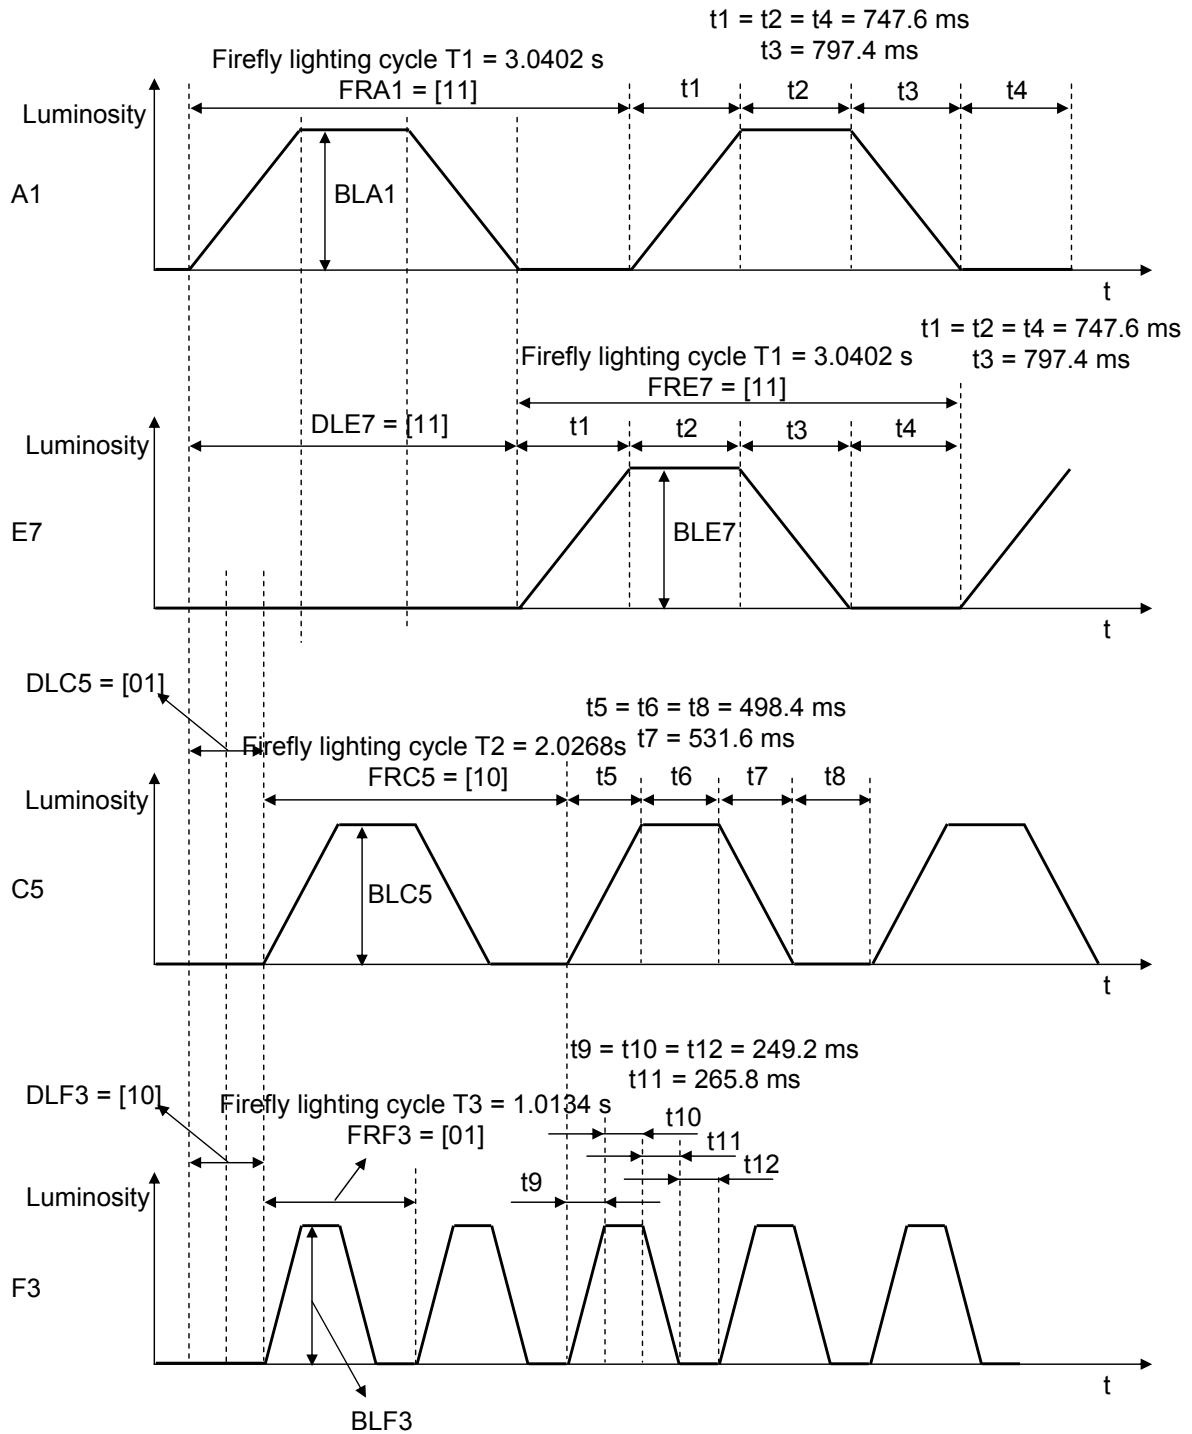 t1 = t2 = t4 = 747.6 ms
t3 = 797.4 ms
Firefly lighting cycle T1 = 3.0402 s
FRA1 = [11]
t1
t2
t3
t4
Luminosity
A1
BLA1
t
t1 = t2 = t4 = 747.6 ms
t3 = 797.4 ms
Firefly lighting cycle T1 = 3.0402 s
FRE7 = [11]
DLE7 = [11]
t1
t2
t3
t4
Luminosity
E7
BLE7
t
DLC5 = [01]
t5 = t6 = t8 = 498.4 ms
t7 = 531.6 ms
Firefly lighting cycle T2 = 2.0268s
FRC5 = [10]
t5
t6
t7
t8
Luminosity
C5
BLC5
t
t9 = t10 = t12 = 249.2 ms
t11 = 265.8 ms
DLF3 = [10]
Firefly lighting cycle T3 = 1.0134 s
FRF3 = [01]
t10
t11
t12
t9
Luminosity
F3
t
BLF3